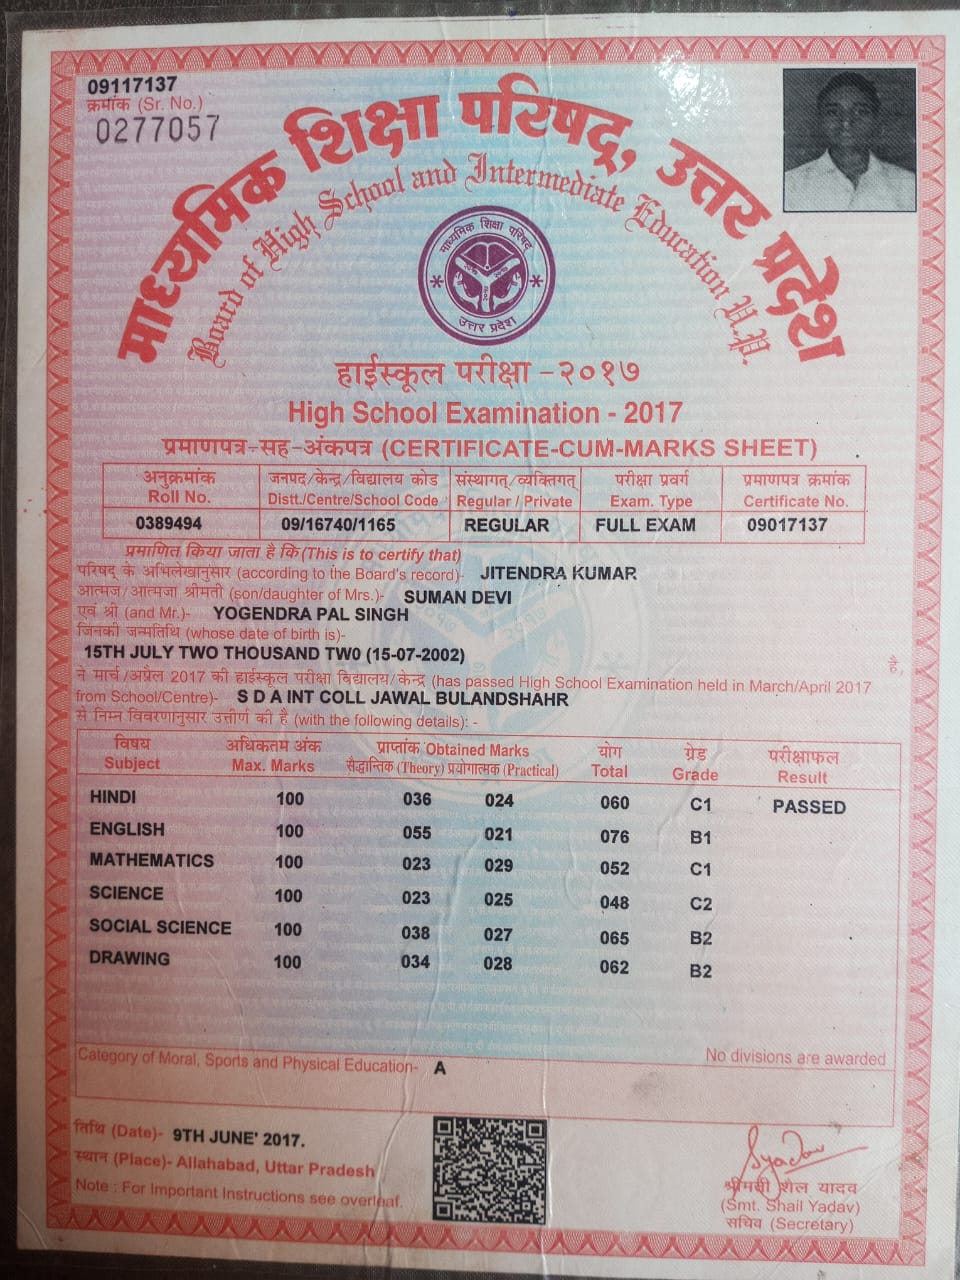 09117137
क्रमांक (Sr. No.)
0277057
माध्यमिक शिक्षा परिषद्, उत्तर प्रदेश
Board of High School and Intermediate Education U.P.
माध्यमिक शिक्षा परिषद्
उत्तर प्रदेश
हाईस्कूल परीक्षा - २०१७
High School Examination - 2017
प्रमाणपत्र-सह-अंकपत्र (CERTIFICATE-CUM-MARKS SHEET)
अनुक्रमांक जनपद/केन्द्र/विद्यालय कोड संस्थागत/व्यक्तिगत परीक्षा प्रवर्ग प्रमाणपत्र क्रमांक
Roll No. Distt./Centre/School Code Regular / Private Exam. Type Certificate No.
0389494 09/16740/1165 REGULAR FULL EXAM 09017137
प्रमाणित किया जाता है कि (This is to certify that)
परिषद् के अभिलेखानुसार (according to the Board's record)- JITENDRA KUMAR
आत्मज/आत्मजा श्रीमती (son/daughter of Mrs.)- SUMAN DEVI
एवं श्री (and Mr.)- YOGENDRA PAL SINGH
जिनकी जन्मतिथि (whose date of birth is)-
15TH JULY TWO THOUSAND TW0 (15-07-2002) है,
ने मार्च/अप्रैल 2017 की हाईस्कूल परीक्षा विद्यालय/केन्द्र (has passed High School Examination held in March/April 2017
from School/Centre)- S D A INT COLL JAWAL BULANDSHAHR
से निम्न विवरणानुसार उत्तीर्ण की है (with the following details): -
विषय अधिकतम अंक प्राप्तांक Obtained Marks योग ग्रेड परीक्षाफल
Subject Max. Marks सैद्धान्तिक (Theory) प्रयोगात्मक (Practical) Total Grade Result
HINDI 100 036 024 060 C1 PASSED
ENGLISH 100 055 021 076 B1
MATHEMATICS 100 023 029 052 C1
SCIENCE 100 023 025 048 C2
SOCIAL SCIENCE 100 038 027 065 B2
DRAWING 100 034 028 062 B2
Category of Moral, Sports and Physical Education- A No divisions are awarded
तिथि (Date)- 9TH JUNE' 2017.
स्थान (Place)- Allahabad, Uttar Pradesh
Note : For Important Instructions see overleaf.
Syadav
श्रीमती शैल यादव
(Smt. Shail Yadav)
सचिव (Secretary)